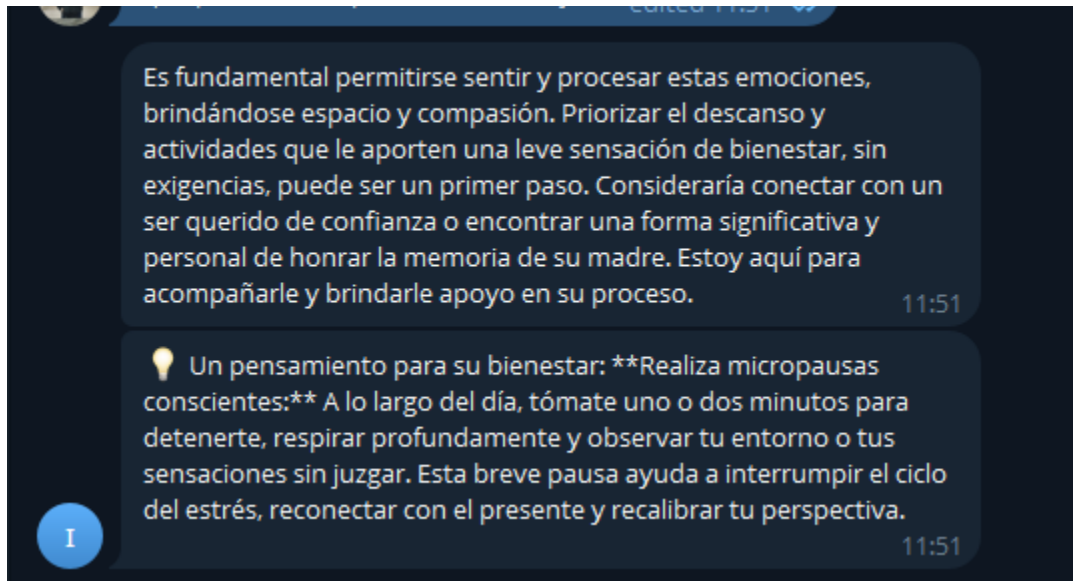 edited 11:51
Es fundamental permitirse sentir y procesar estas emociones,
brindándose espacio y compasión. Priorizar el descanso y
actividades que le aporten una leve sensación de bienestar, sin
exigencias, puede ser un primer paso. Consideraría conectar con un
ser querido de confianza o encontrar una forma significativa y
personal de honrar la memoria de su madre. Estoy aquí para
acompañarle y brindarle apoyo en su proceso.
11:51
💡 Un pensamiento para su bienestar: **Realiza micropausas
conscientes:** A lo largo del día, tómate uno o dos minutos para
detenerte, respirar profundamente y observar tu entorno o tus
sensaciones sin juzgar. Esta breve pausa ayuda a interrumpir el ciclo
del estrés, reconectar con el presente y recalibrar tu perspectiva.
I
11:51